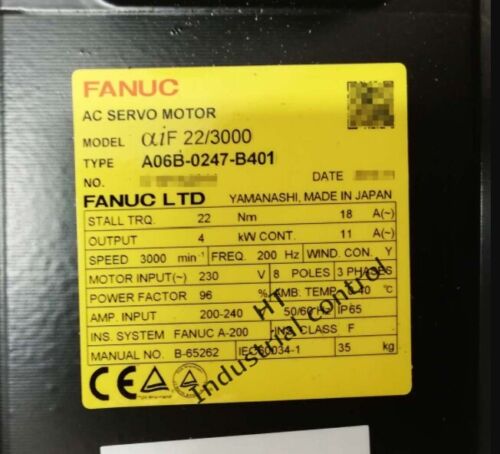 FANUC
AC SERVO MOTOR
MODEL αiF 22/3000
TYPE A06B-0247-B401
NO.
DATE
FANUC LTD YAMANASHI, MADE IN JAPAN
STALL TRQ. 22 Nm 18 A(~)
OUTPUT 4 kW CONT. 11 A(~)
SPEED 3000 min⁻¹ FREQ. 200 Hz WIND. CON. Y
MOTOR INPUT(~) 230 V 8 POLES 3 PHASES
POWER FACTOR 96 % AMB. TEMP. 40 °C
AMP. INPUT 200-240 50/60 HZ IP65
INS. SYSTEM FANUC A-200 INS. CLASS F
MANUAL NO. B-65262 IEC60034-1 35 kg
CE
HT
Industrial control